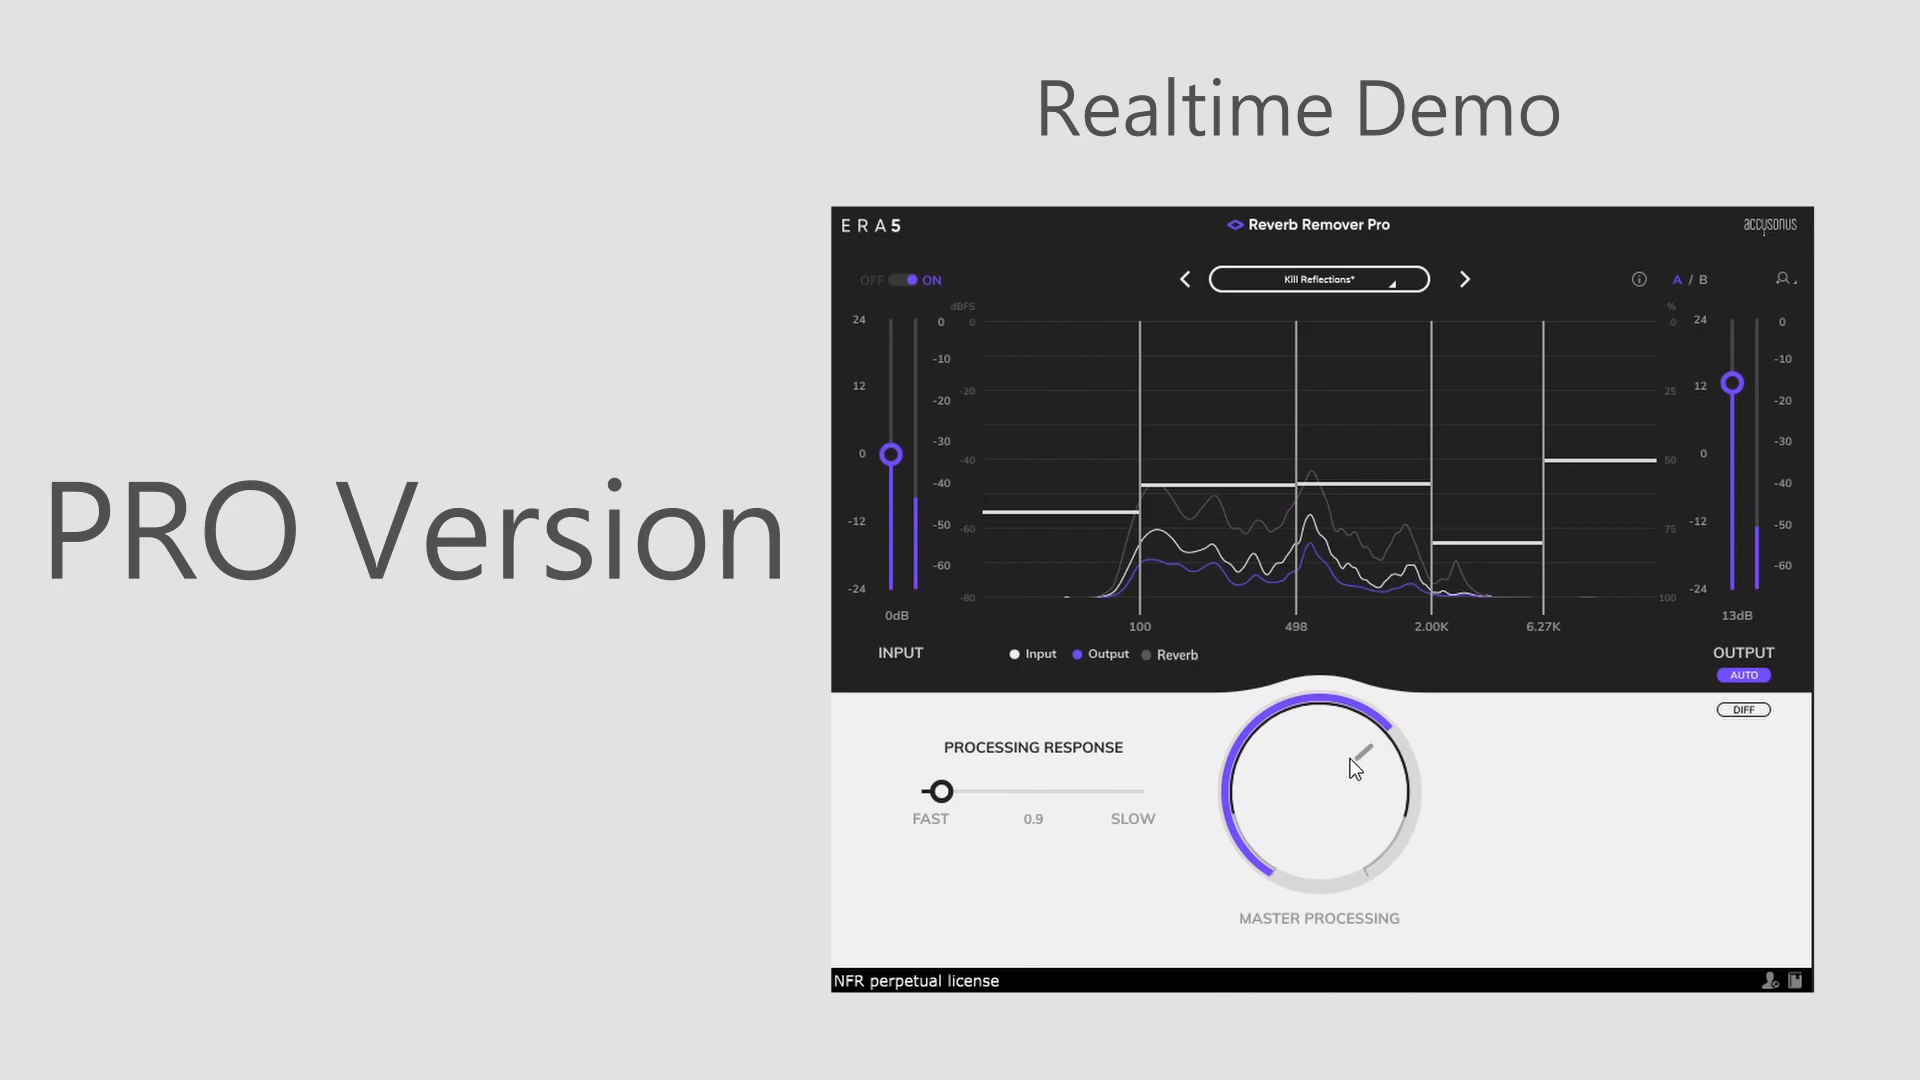 Realtime Demo
PRO Version
ERA5
Reverb Remover Pro
accusonus
OFF ON
Kill Reflections*
A / B
dBFS
%
24
12
0
-12
-24
0
-10
-20
-30
-40
-50
-60
0
-20
-40
-60
-80
0
25
50
75
100
24
12
0
-12
-24
0
-10
-20
-30
-40
-50
-60
0dB
100
498
2.00K
6.27K
13dB
INPUT
Input
Output
Reverb
OUTPUT
AUTO
DIFF
PROCESSING RESPONSE
FAST
0.9
SLOW
MASTER PROCESSING
NFR perpetual license